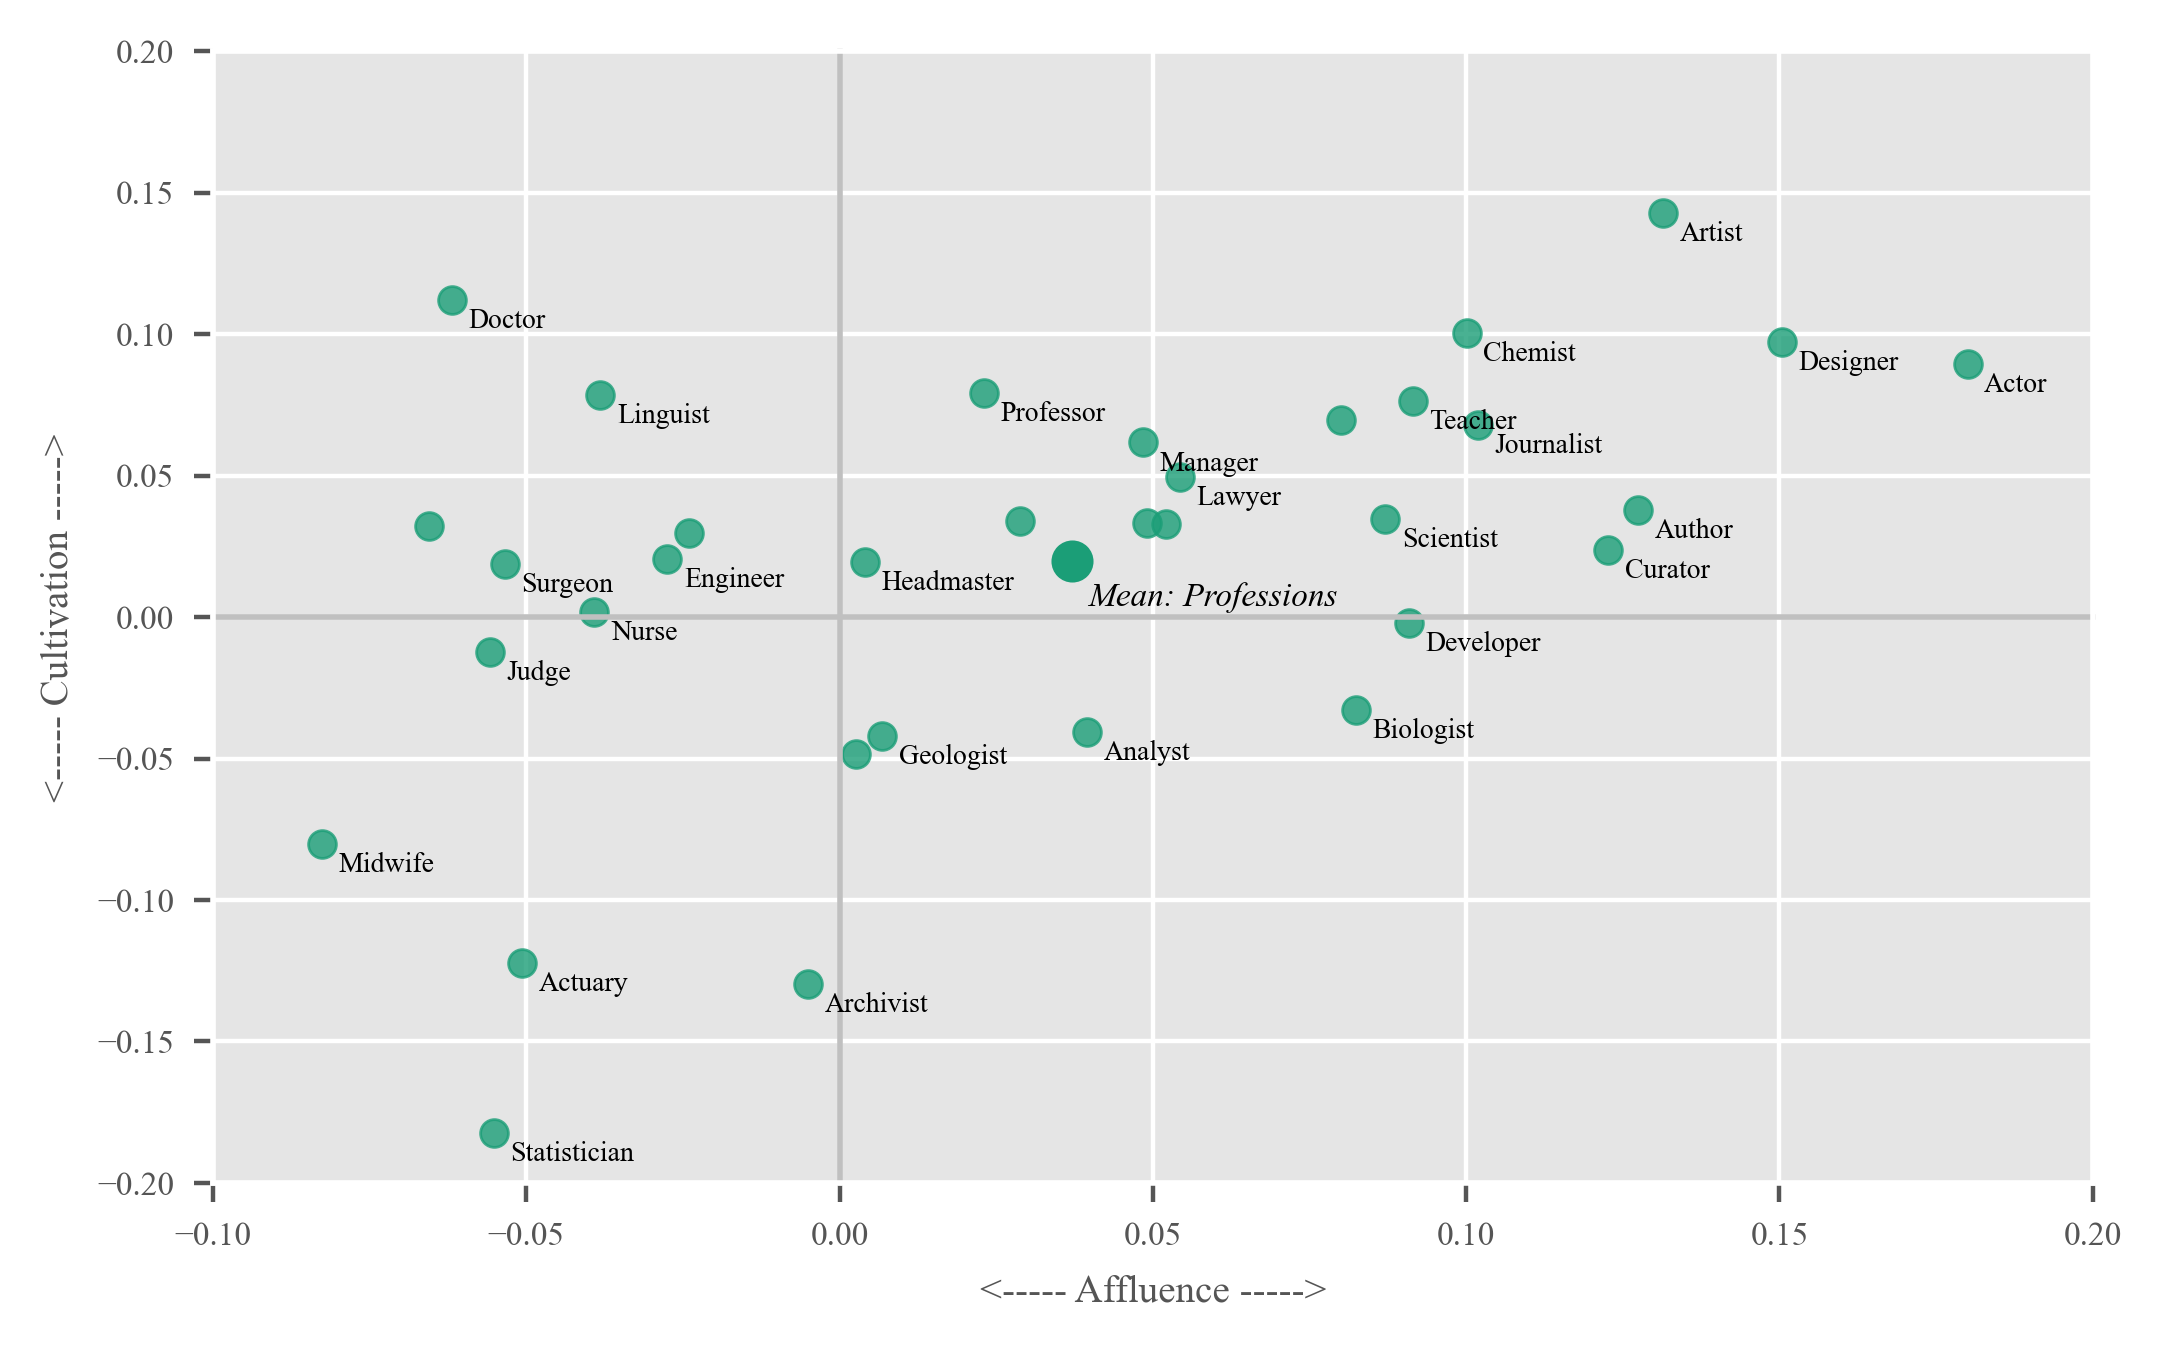 0.20
0.15
0.10
0.05
0.00
−0.05
−0.10
−0.15
−0.20
<----- Cultivation ----->
Artist
Doctor
Chemist
Designer
Actor
Linguist
Professor
Teacher
Journalist
Manager
Lawyer
Author
Scientist
Curator
Surgeon
Engineer
Headmaster
Mean: Professions
Nurse
Developer
Judge
Biologist
Geologist
Analyst
Midwife
Actuary
Archivist
Statistician
−0.10
−0.05
0.00
0.05
0.10
0.15
0.20
<----- Affluence ----->